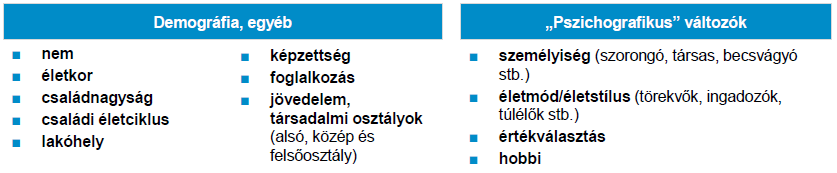 Demográfia, egyéb
nem
életkor
családnagyság
családi életciklus
lakóhely
képzettség
foglalkozás
jövedelem,
társadalmi osztályok
(alsó, közép és
felsőosztály)
„Pszichografikus” változók
személyiség (szorongó, társas, becsvágyó
stb.)
életmód/életstílus (törekvők, ingadozók,
túlélők stb.)
értékválasztás
hobbi